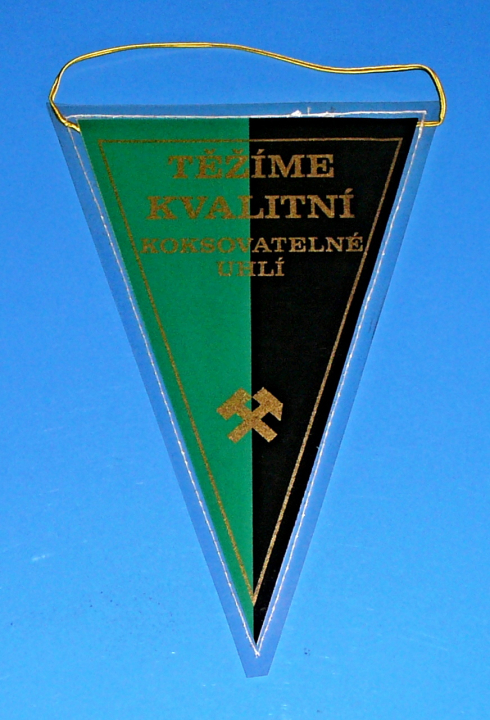 TĚŽÍME
KVALITNÍ
KOKSOVATELNÉ
UHLÍ